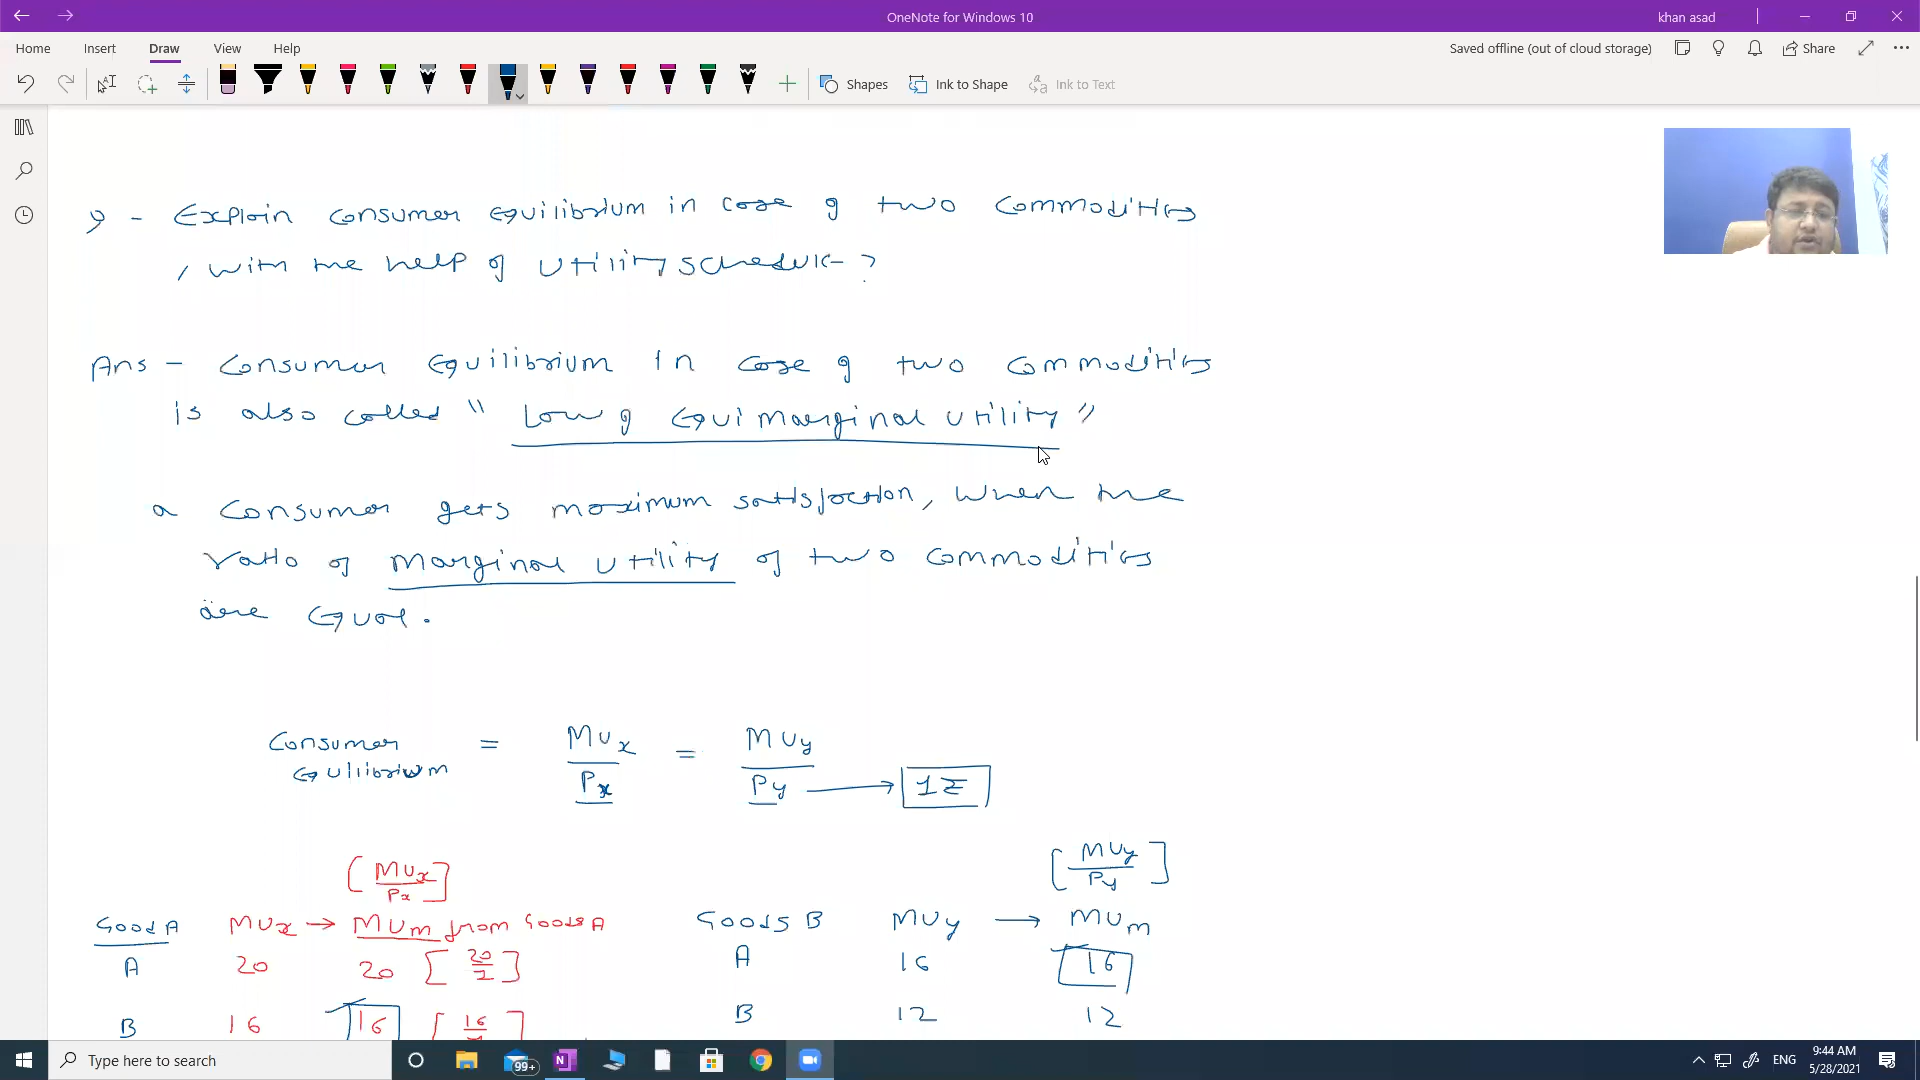 OneNote for Windows 10
khan asad
Home Insert Draw View Help
Saved offline (out of cloud storage)
Share
Shapes
Ink to Shape
Ink to Text
Q - Explain consumer equilibrium in case of two commodities
, with the help of utility schedule ?
Ans - Consumer equilibrium in case of two commodities
is also called " Law of equi marginal utility "
a consumer gets maximum satisfaction, when the
ratio of marginal utility of two commodities
are equal.
Consumer equilibrium = MUx / Px = MUy / Py → 1₹
[MUx / Px]
[MUy / Py]
Good A MUx → MUm from Goods A
Goods B MUy → MUm
A 20 20 [20/1]
A 16 16
B 16 16 [16/
B 12 12
Type here to search
99+
ENG
9:44 AM
5/28/2021